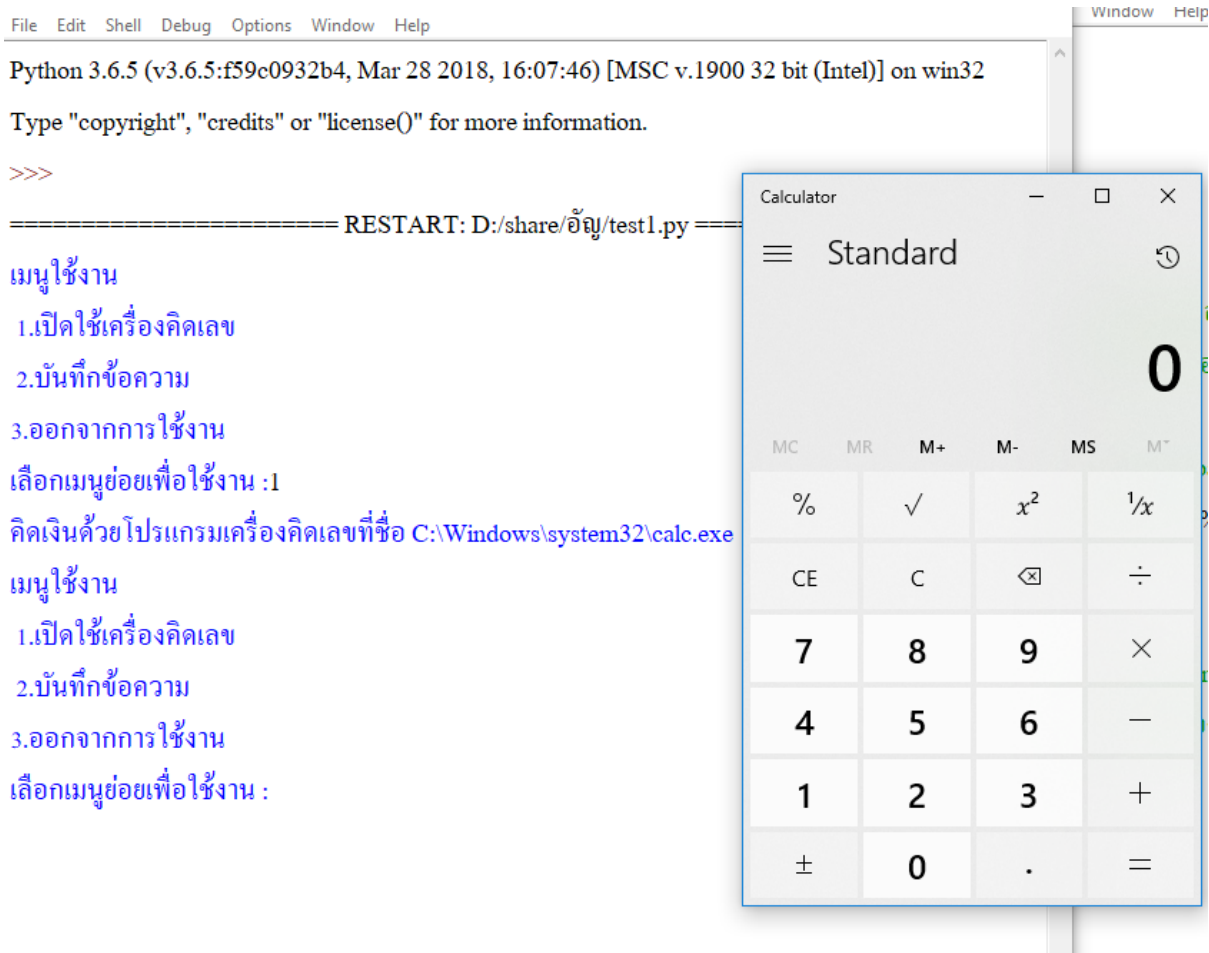 File Edit Shell Debug Options Window Help
Window Help
Python 3.6.5 (v3.6.5:f59c0932b4, Mar 28 2018, 16:07:46) [MSC v.1900 32 bit (Intel)] on win32
Type "copyright", "credits" or "license()" for more information.
>>>
======================= RESTART: D:/share/อัญ/test1.py ====
เมนูใช้งาน
1.เปิดใช้เครื่องคิดเลข
2.บันทึกข้อความ
3.ออกจากการใช้งาน
เลือกเมนูย่อยเพื่อใช้งาน :1
คิดเงินด้วยโปรแกรมเครื่องคิดเลขที่ชื่อ C:\Windows\system32\calc.exe
เมนูใช้งาน
1.เปิดใช้เครื่องคิดเลข
2.บันทึกข้อความ
3.ออกจากการใช้งาน
เลือกเมนูย่อยเพื่อใช้งาน :
Calculator
Standard
0
MC MR M+ M- MS M˅
% √ x² ¹/x
CE C ÷
7 8 9 ×
4 5 6 −
1 2 3 +
± 0 . =